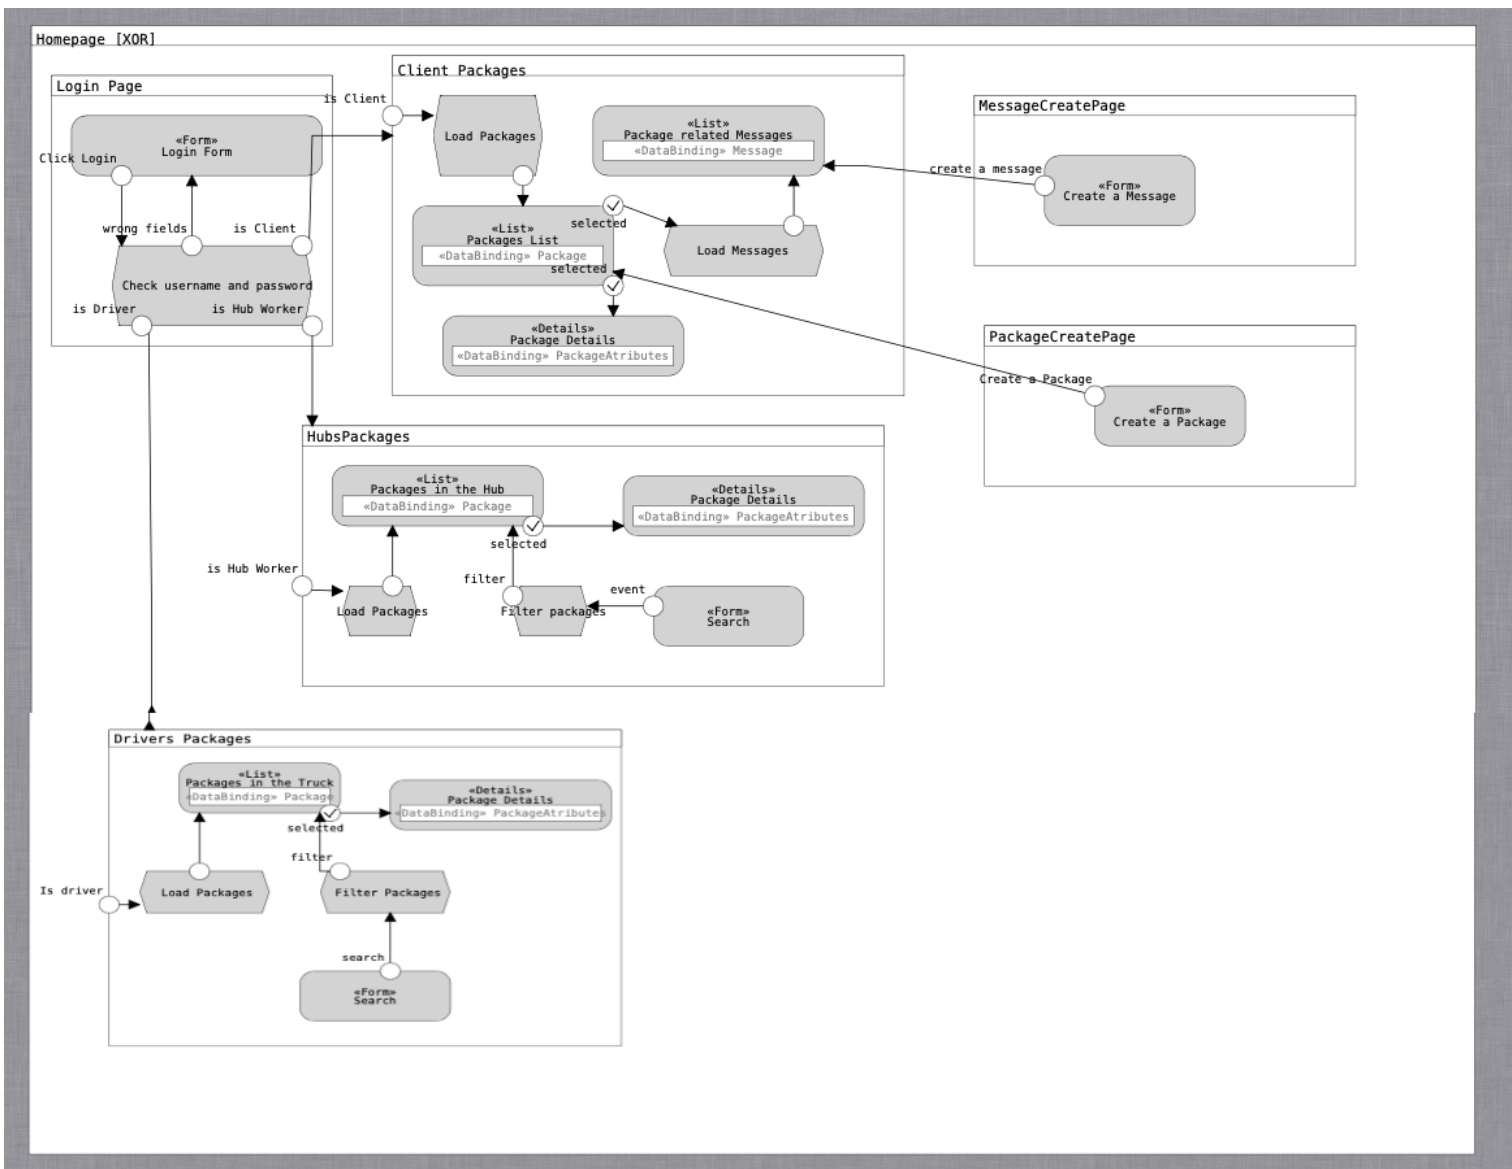 Homepage [XOR]
Login Page
«Form»
Login Form
Click Login
wrong fields
is Client
Check username and password
is Driver
is Hub Worker
Client Packages
is Client
Load Packages
«List»
Package related Messages
«DataBinding» Message
selected
«List»
Packages List
«DataBinding» Package
selected
Load Messages
«Details»
Package Details
«DataBinding» PackageAtributes
MessageCreatePage
create a message
«Form»
Create a Message
PackageCreatePage
Create a Package
«Form»
Create a Package
HubsPackages
«List»
Packages in the Hub
«DataBinding» Package
selected
«Details»
Package Details
«DataBinding» PackageAtributes
is Hub Worker
Load Packages
filter
Filter packages
event
«Form»
Search
Drivers Packages
«List»
Packages in the Truck
«DataBinding» Package
selected
«Details»
Package Details
«DataBinding» PackageAtributes
filter
Is driver
Load Packages
Filter Packages
search
«Form»
Search